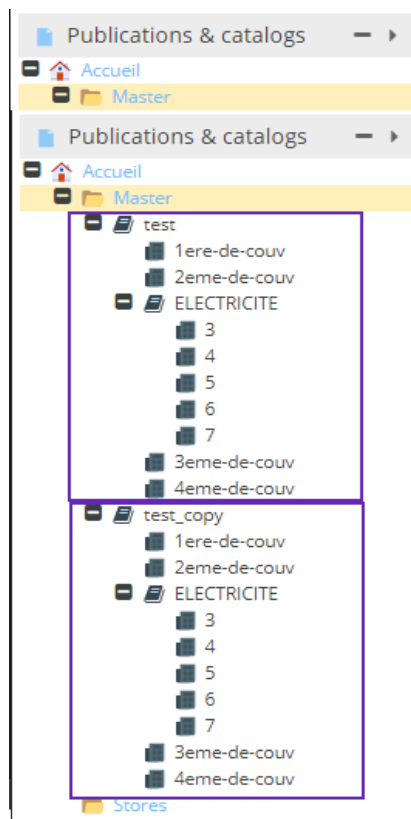 Publications & catalogs
Accueil
Master
Publications & catalogs
Accueil
Master
test
1ere-de-couv
2eme-de-couv
ELECTRICITE
3
4
5
6
7
3eme-de-couv
4eme-de-couv
test_copy
1ere-de-couv
2eme-de-couv
ELECTRICITE
3
4
5
6
7
3eme-de-couv
4eme-de-couv
Stores